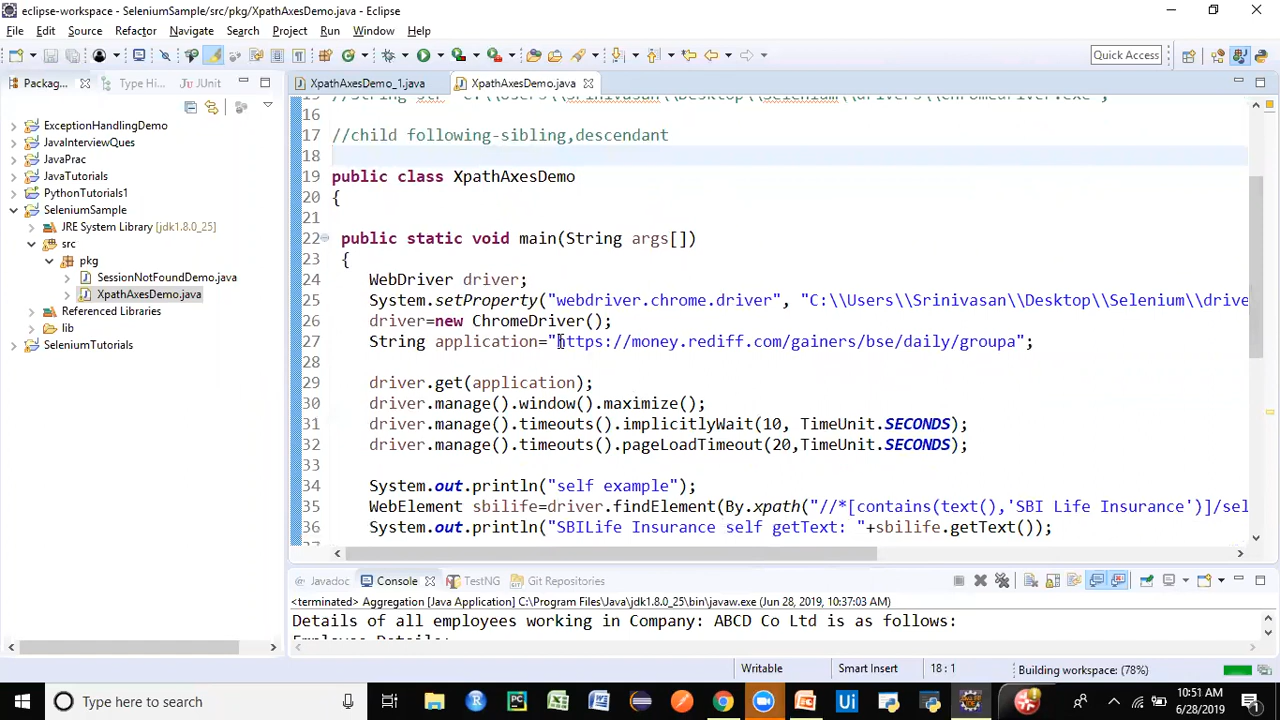 eclipse-workspace - SeleniumSample/src/pkg/XpathAxesDemo.java - Eclipse
File Edit Source Refactor Navigate Search Project Run Window Help
Quick Access
Packag... Type Hi... JUnit
XpathAxesDemo_1.java XpathAxesDemo.java
ExceptionHandlingDemo
JavaInterviewQues
JavaPrac
JavaTutorials
PythonTutorials1
SeleniumSample
JRE System Library [jdk1.8.0_25]
src
pkg
SessionNotFoundDemo.java
XpathAxesDemo.java
Referenced Libraries
lib
SeleniumTutorials
16
17 //child following-sibling,descendant
18
19 public class XpathAxesDemo
20 {
21
22 public static void main(String args[])
23 {
24 WebDriver driver;
25 System.setProperty("webdriver.chrome.driver", "C:\\Users\\Srinivasan\\Desktop\\Selenium\\drive
26 driver=new ChromeDriver();
27 String application="https://money.rediff.com/gainers/bse/daily/groupa";
28
29 driver.get(application);
30 driver.manage().window().maximize();
31 driver.manage().timeouts().implicitlyWait(10, TimeUnit.SECONDS);
32 driver.manage().timeouts().pageLoadTimeout(20,TimeUnit.SECONDS);
33
34 System.out.println("self example");
35 WebElement sbilife=driver.findElement(By.xpath("//*[contains(text(),'SBI Life Insurance')]/sel
36 System.out.println("SBILife Insurance self getText: "+sbilife.getText());
Javadoc Console TestNG Git Repositories
<terminated> Aggregation [Java Application] C:\Program Files\Java\jdk1.8.0_25\bin\javaw.exe (Jun 28, 2019, 10:37:03 AM)
Details of all employees working in Company: ABCD Co Ltd is as follows:
Writable Smart Insert 18 : 1 Building workspace: (78%)
Type here to search
10:51 AM
6/28/2019